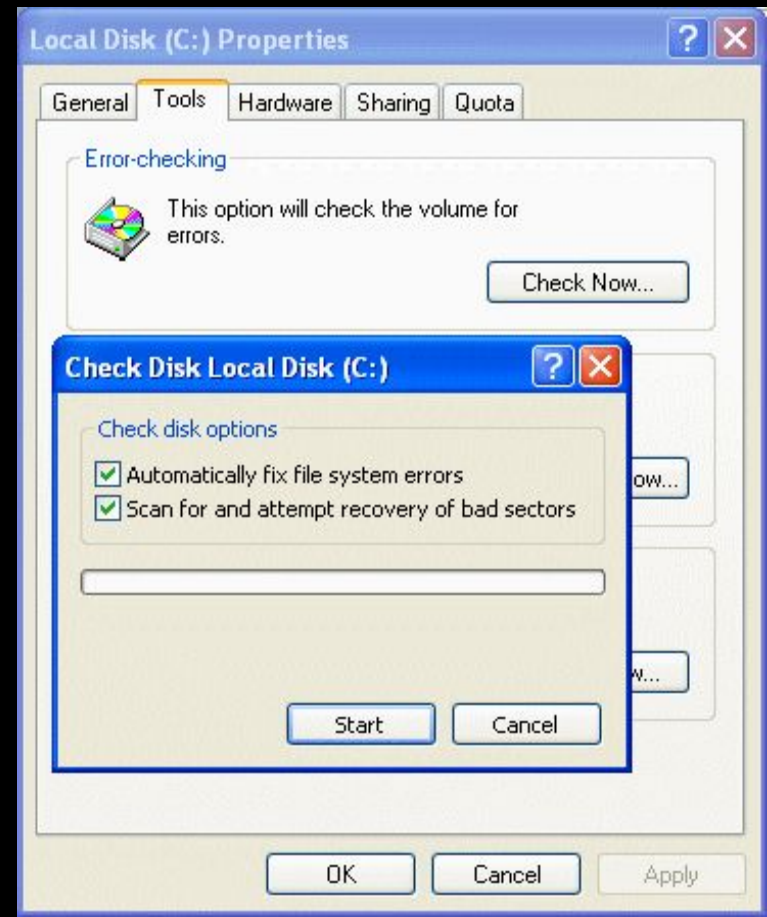 Local Disk (C:) Properties
General Tools Hardware Sharing Quota
Error-checking
This option will check the volume for
errors.
Check Now...
Check Disk Local Disk (C:)
Check disk options
Automatically fix file system errors
ow...
Scan for and attempt recovery of bad sectors
w...
Start Cancel
OK Cancel Apply